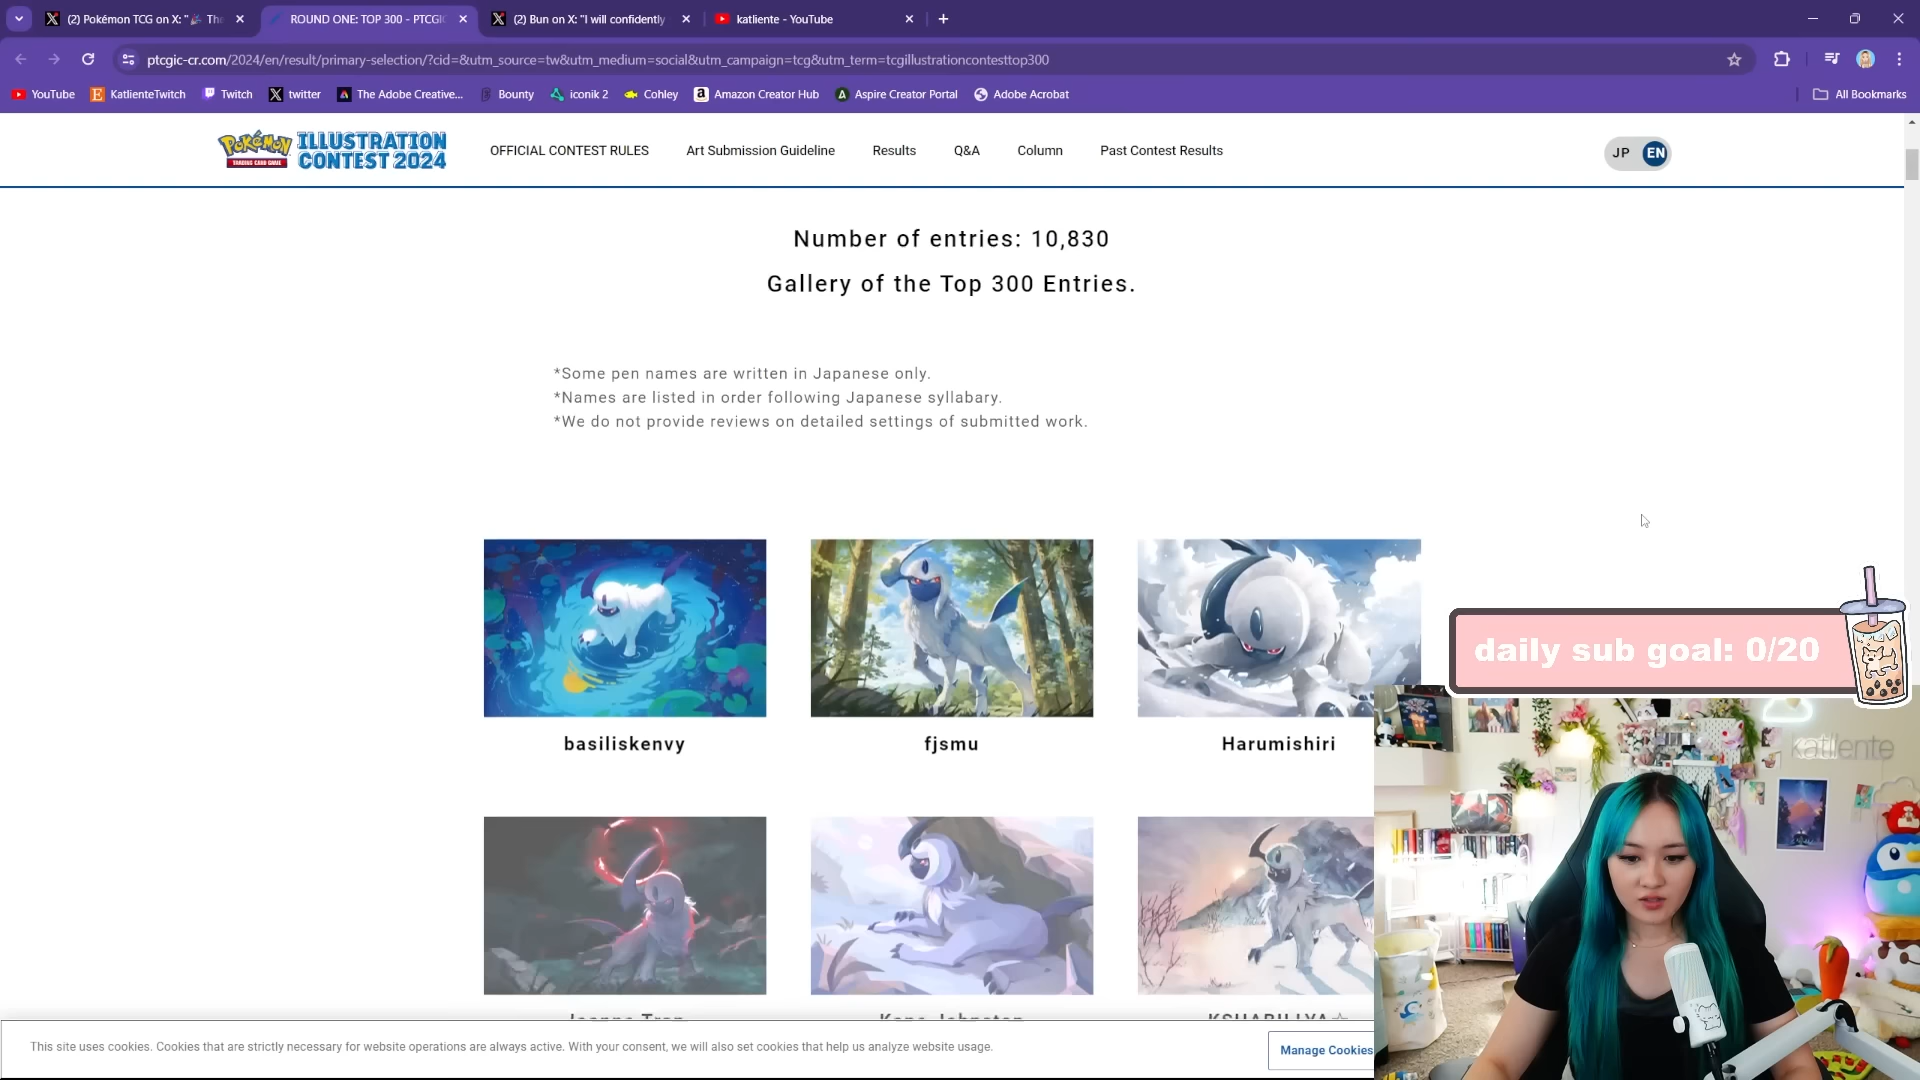 (2) Pokémon TCG on X: "🎉 The
ROUND ONE: TOP 300 - PTCGIC
(2) Bun on X: "I will confidently
katliente - YouTube
ptcgic-cr.com/2024/en/result/primary-selection/?cid=&utm_source=tw&utm_medium=social&utm_campaign=tcg&utm_term=tcgillustrationcontesttop300
YouTube
KatlienteTwitch
Twitch
twitter
The Adobe Creative...
Bounty
iconik 2
Cohley
Amazon Creator Hub
Aspire Creator Portal
Adobe Acrobat
All Bookmarks
Pokémon
TRADING CARD GAME
ILLUSTRATION
CONTEST 2024
OFFICIAL CONTEST RULES
Art Submission Guideline
Results
Q&A
Column
Past Contest Results
JP EN
Number of entries: 10,830
Gallery of the Top 300 Entries.
*Some pen names are written in Japanese only.
*Names are listed in order following Japanese syllabary.
*We do not provide reviews on detailed settings of submitted work.
basiliskenvy
fjsmu
Harumishiri
daily sub goal: 0/20
katliente
This site uses cookies. Cookies that are strictly necessary for website operations are always active. With your consent, we will also set cookies that help us analyze website usage.
Manage Cookies